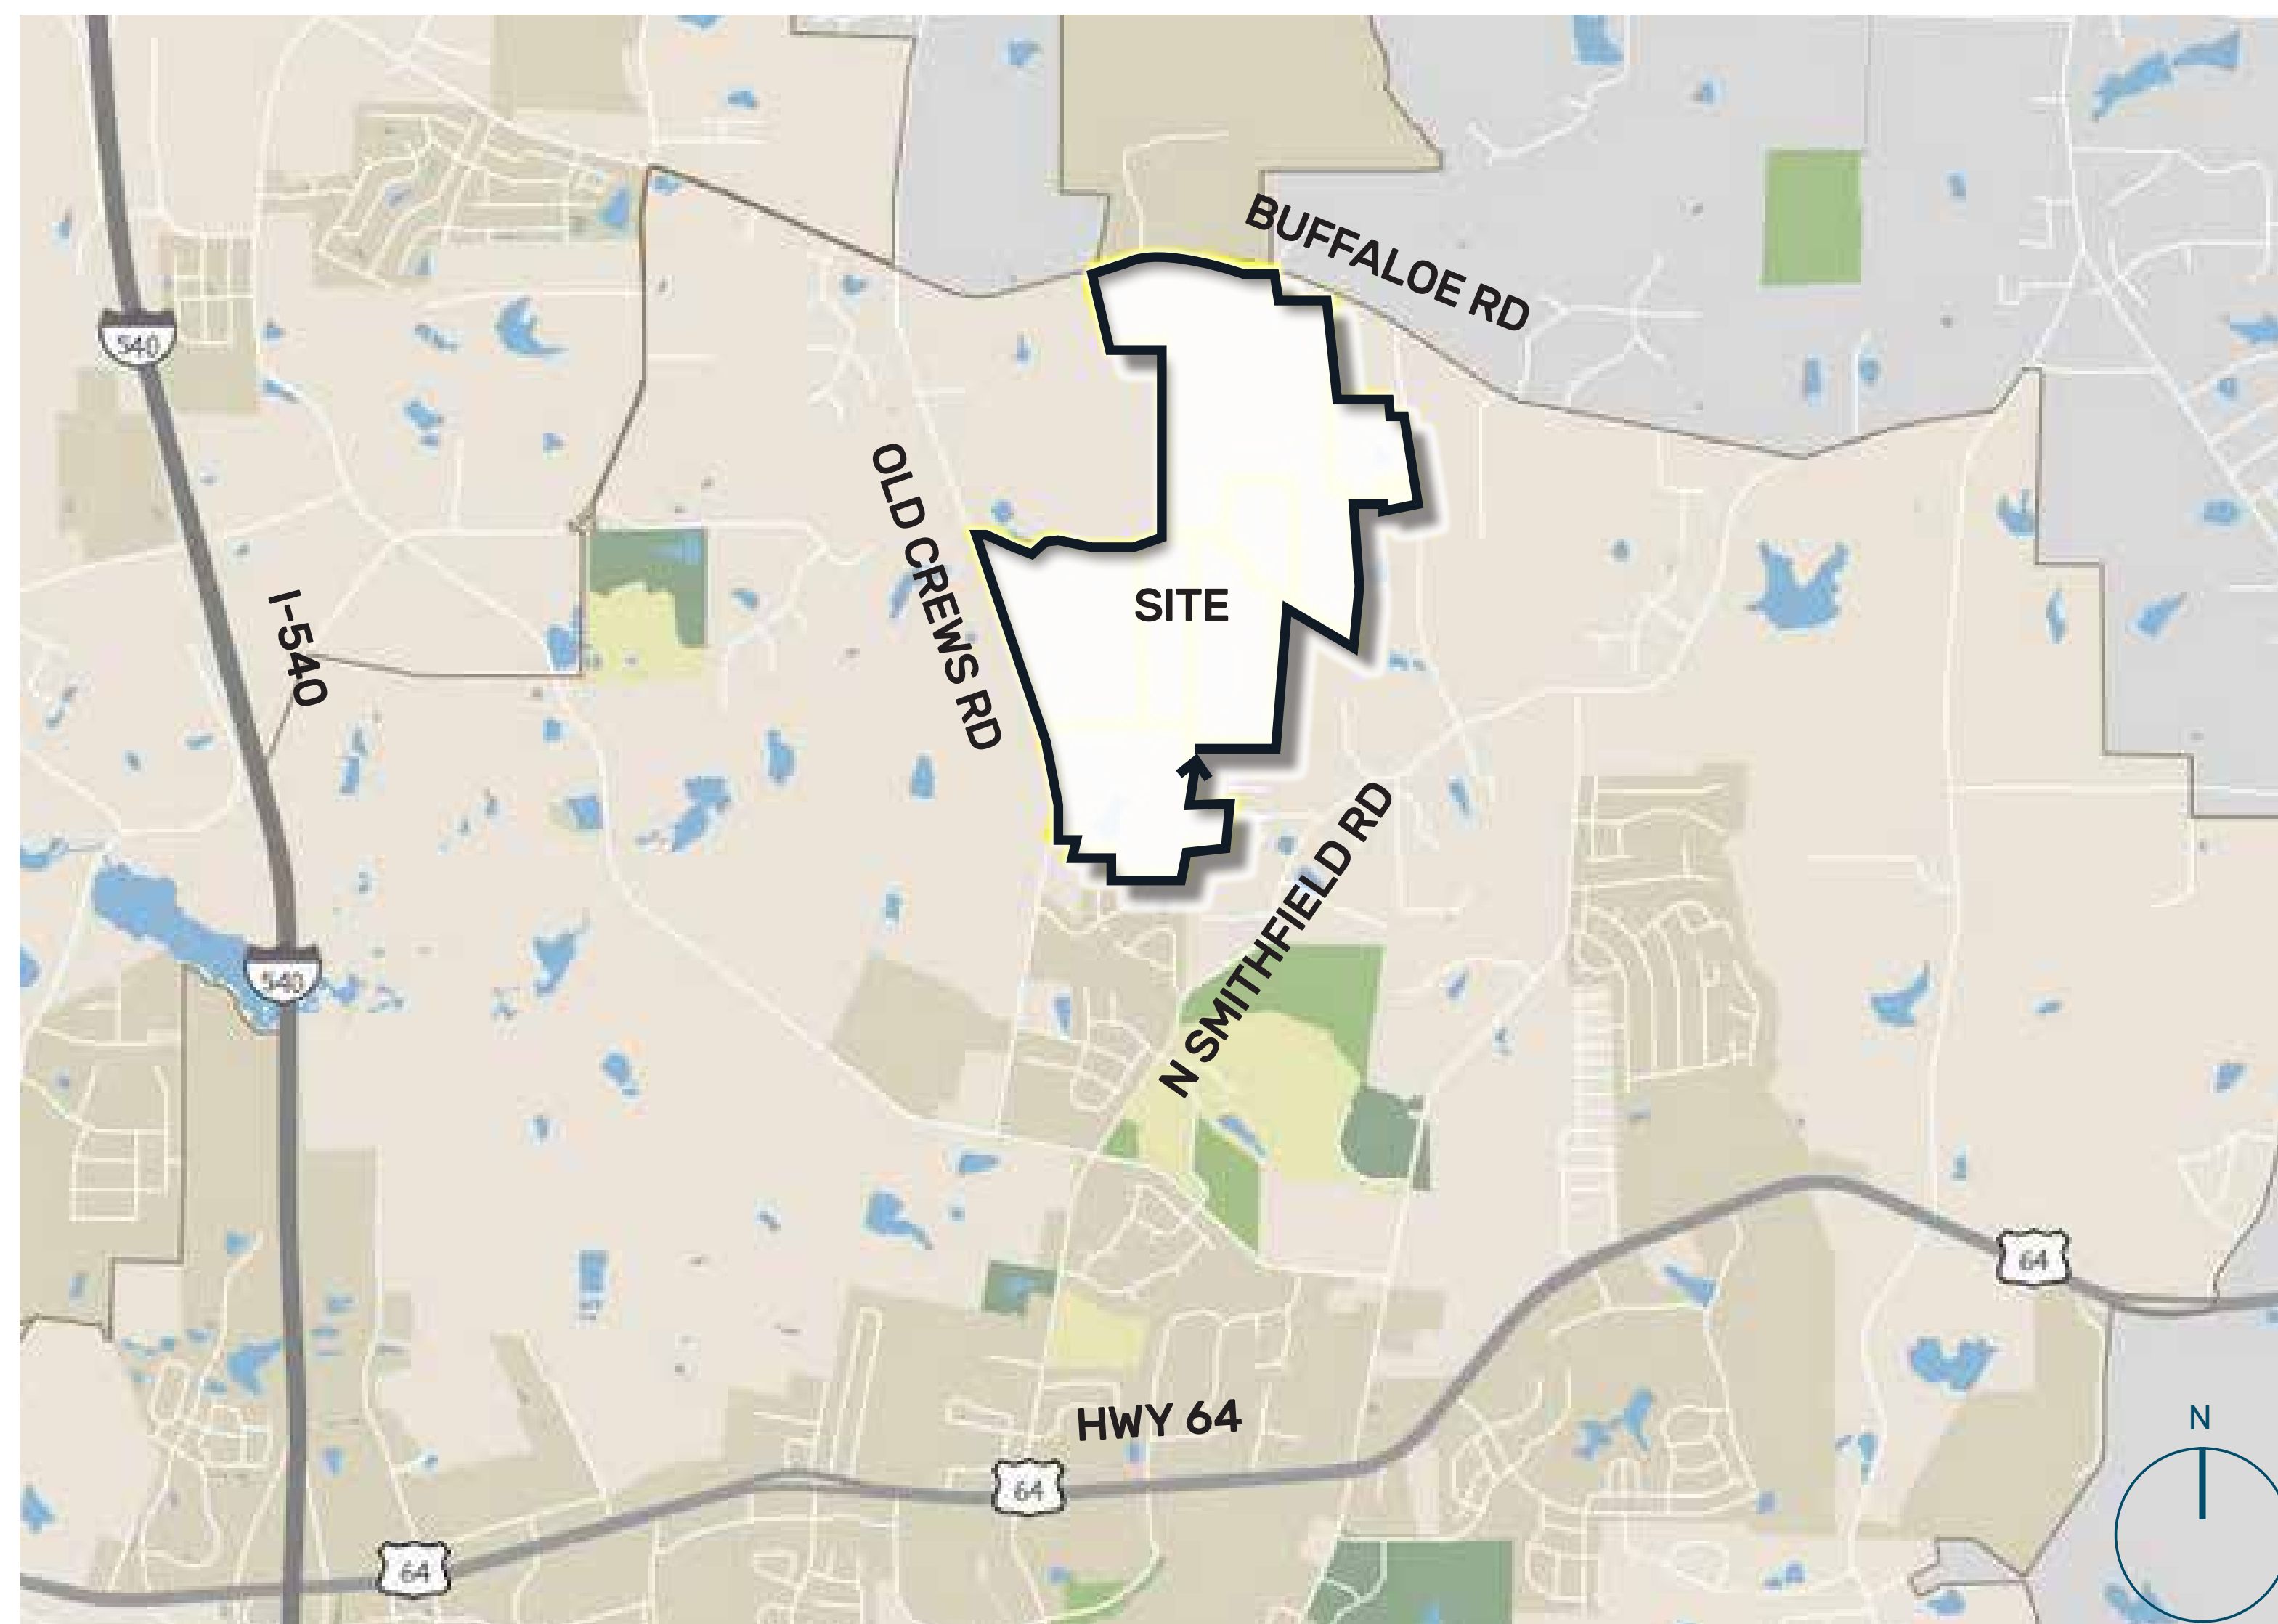 BUFFALOE RD
540
OLD CREWS RD
I-540
SITE
N SMITHFIELD RD
540
64
HWY 64
N
64
64